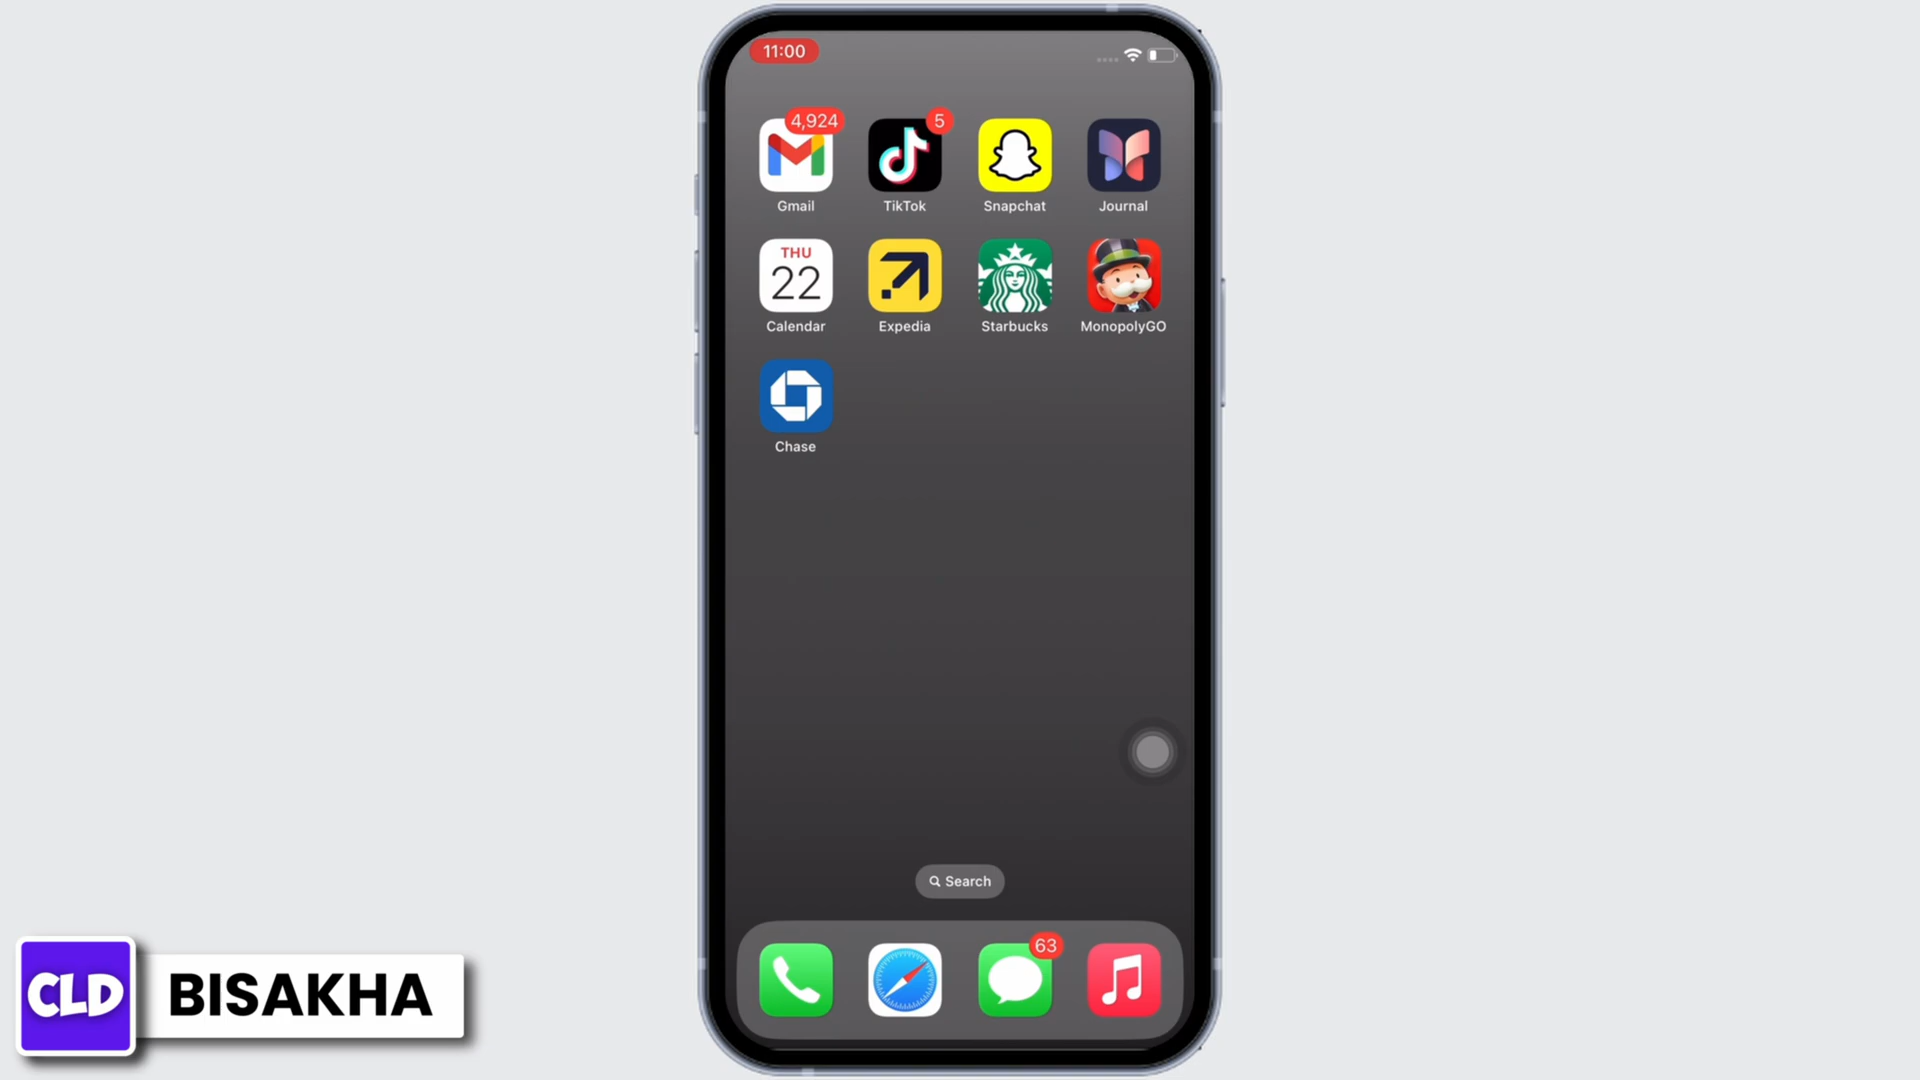 11:00
4,924
5
Gmail
TikTok
Snapchat
Journal
THU
22
Calendar
Expedia
Starbucks
MonopolyGO
Chase
Search
63
CLD
BISAKHA